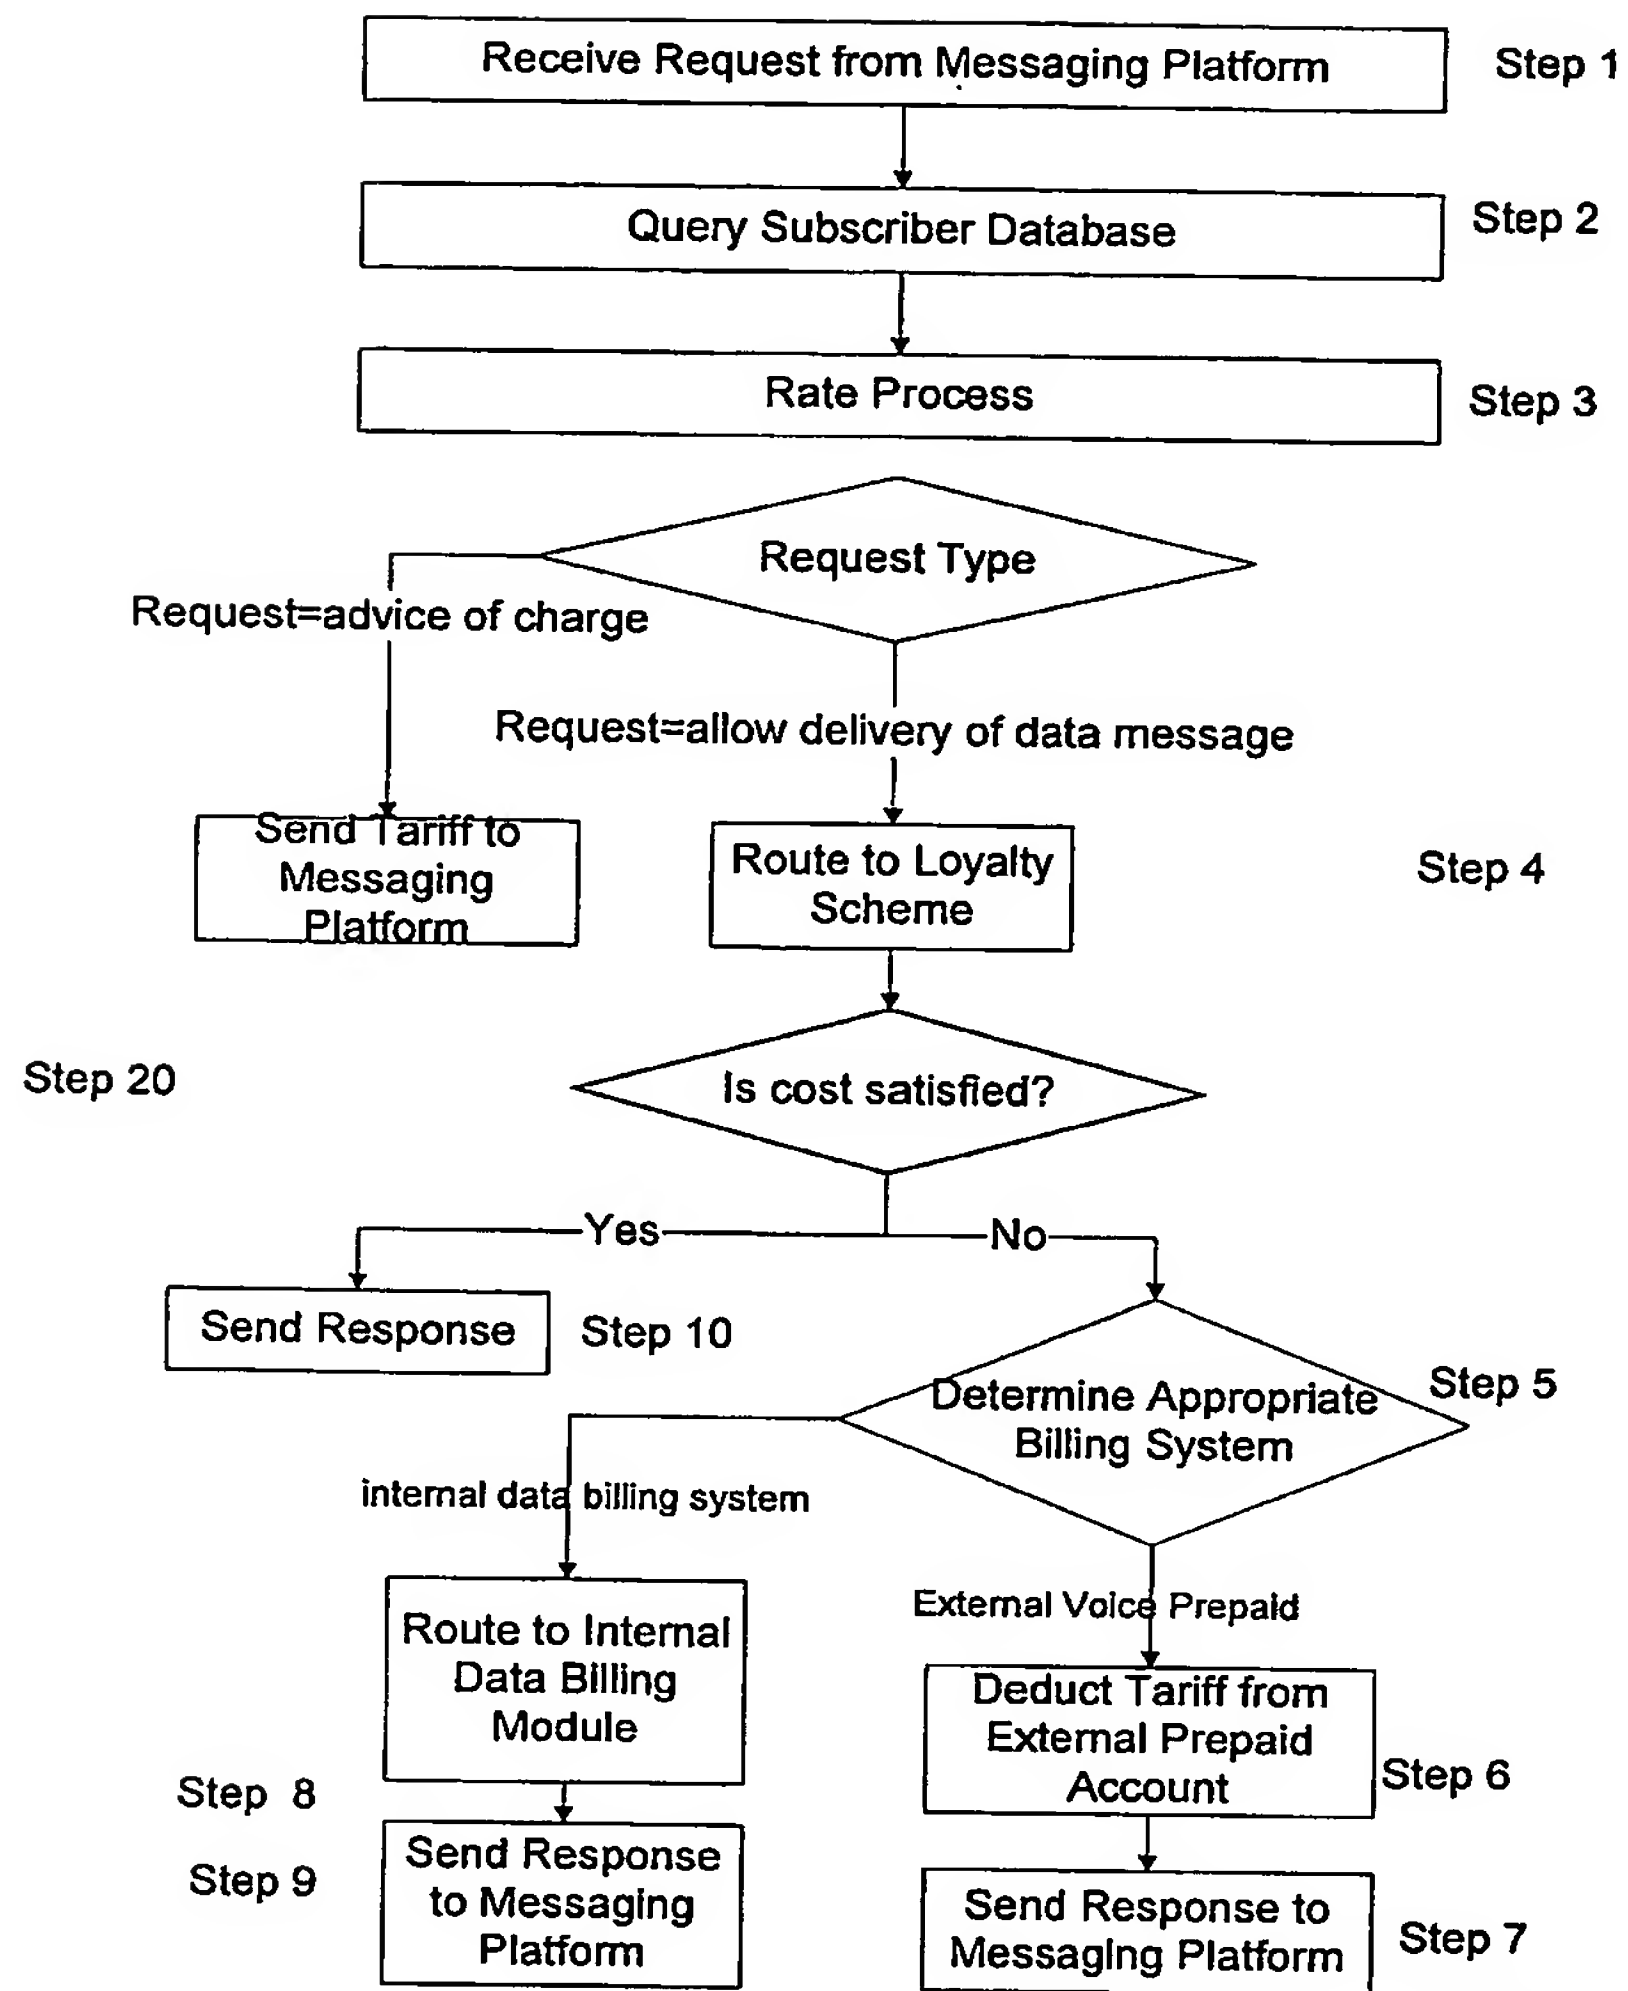 Receive Request from Messaging Platform
Step 1
Query Subscriber Database
Step 2
Rate Process
Step 3
Request Type
Request=advice of charge
Request=allow delivery of data message
Send Tariff to
Messaging
Platform
Route to Loyalty
Scheme
Step 4
Step 20
Is cost satisfied?
Yes
No
Send Response
Step 10
Determine Appropriate
Billing System
Step 5
internal data billing system
External Voice Prepaid
Route to Internal
Data Billing
Module
Deduct Tariff from
External Prepaid
Account
Step 6
Step 8
Step 9
Send Response
to Messaging
Platform
Send Response to
Messaging Platform
Step 7